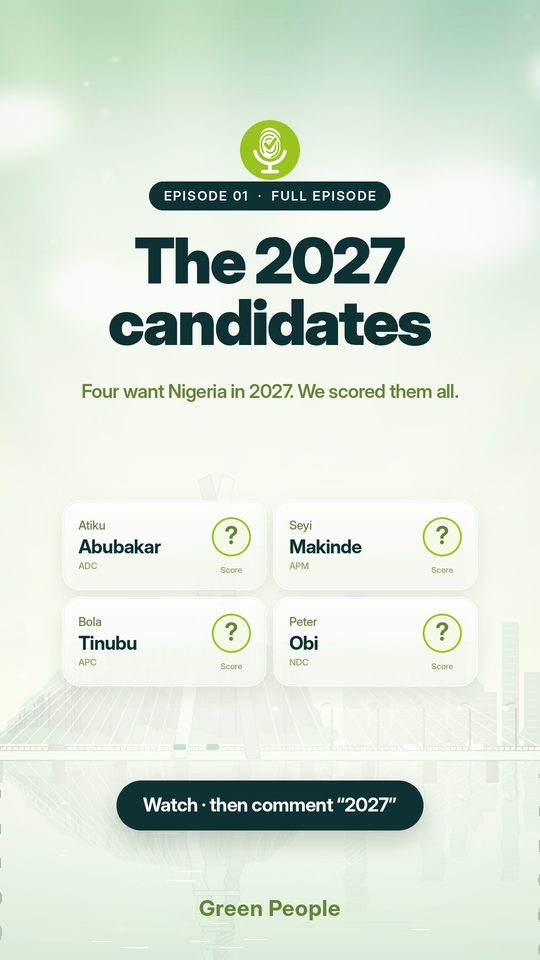 EPISODE 01 · FULL EPISODE
The 2027
candidates
Four want Nigeria in 2027. We scored them all.
Atiku
Abubakar
ADC
?
Score
Seyi
Makinde
APM
?
Score
Bola
Tinubu
APC
?
Score
Peter
Obi
NDC
?
Score
Watch · then comment “2027”
Green People